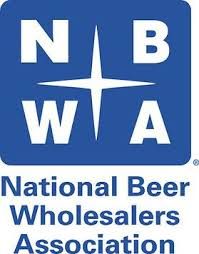 N B
W A
®
National Beer
Wholesalers
Association